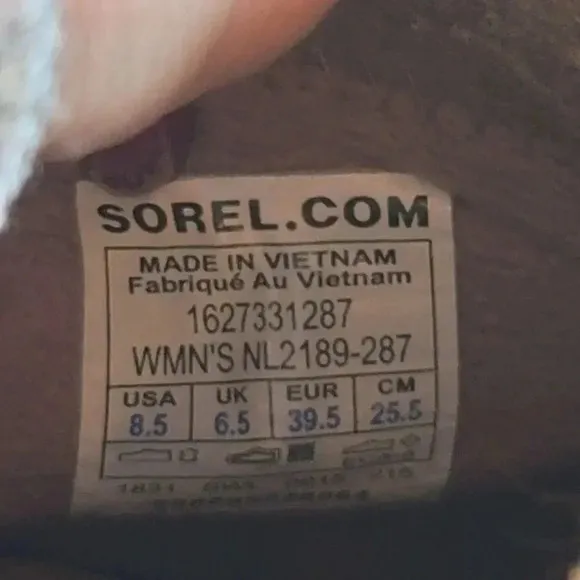 SOREL.COM
MADE IN VIETNAM
Fabriqué Au Vietnam
1627331287
WMN'S NL2189-287
USA UK EUR CM
8.5 6.5 39.5 25.5